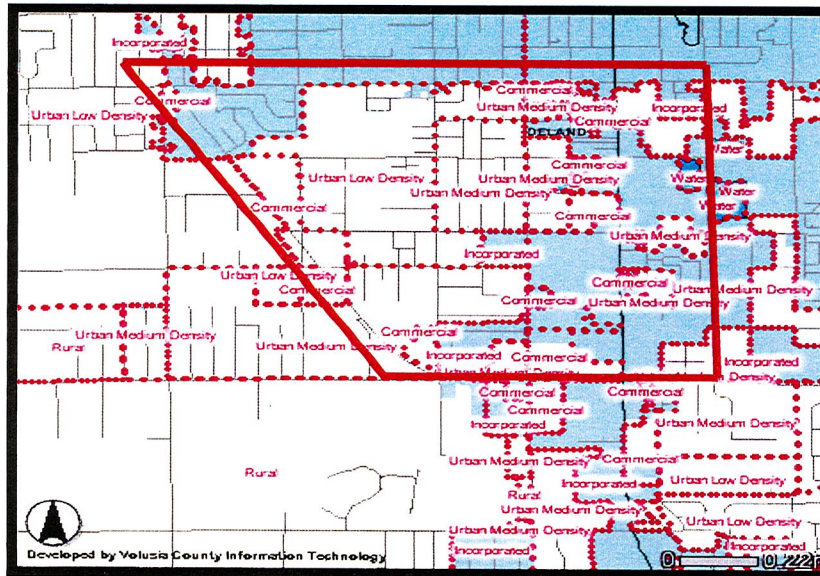 Incorporated
Commercial
Urban Low Density
Commercial
Urban Medium Density
Commercial
Incorporated
DELAND
Water
Commercial
Urban Low Density
Urban Medium Density
Water
Urban Medium Density
Water
Water
Commercial
Commercial
Urban Medium Density
Incorporated
Urban Low Density
Commercial
Commercial
Urban Medium Density
Commercial
Urban Medium Density
Urban Medium Density
Rural
Urban Medium Density
Commercial
Incorporated
Commercial
Incorporated
Urban Medium Density
Commercial
Commercial
Commercial
Incorporated
Urban Medium Density
Rural
Urban Medium Density
Commercial
Urban Low Density
Incorporated
Rural
Urban Medium Density
Urban Low Density
Urban Medium Density
Incorporated
Incorporated
Developed by Volusia County Information Technology
0 0.22